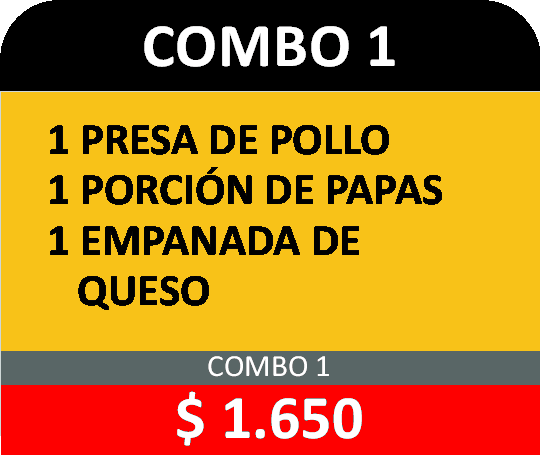 COMBO 1
1 PRESA DE POLLO
1 PORCIÓN DE PAPAS
1 EMPANADA DE
QUESO
COMBO 1
$ 1.650